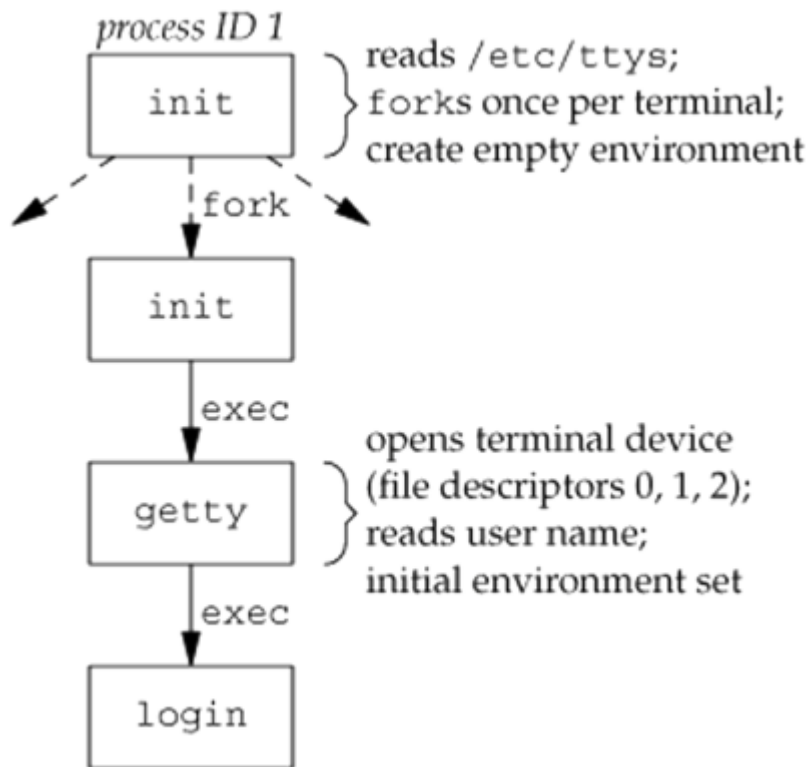 process ID 1
init
reads /etc/ttys;
forks once per terminal;
create empty environment
fork
init
exec
getty
opens terminal device
(file descriptors 0, 1, 2);
reads user name;
initial environment set
exec
login